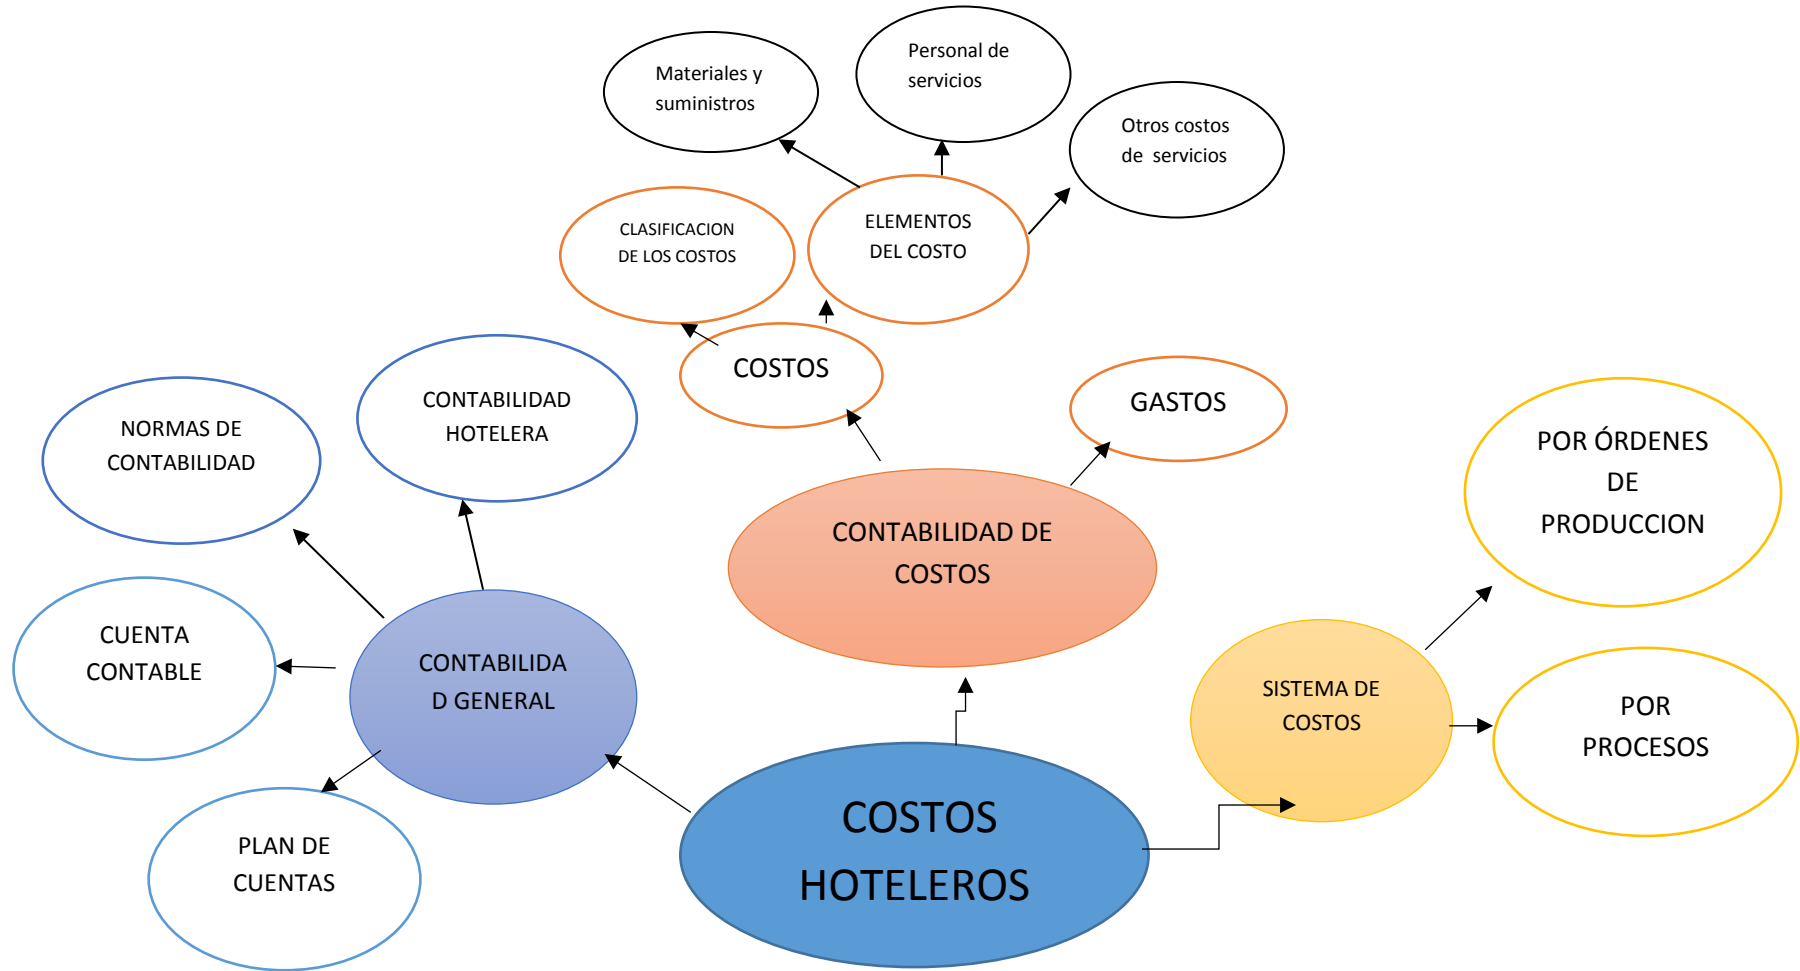 Materiales y
suministros
Personal de
servicios
Otros costos
de servicios
CLASIFICACION
DE LOS COSTOS
ELEMENTOS
DEL COSTO
COSTOS
GASTOS
NORMAS DE
CONTABILIDAD
CONTABILIDAD
HOTELERA
POR ÓRDENES
DE
PRODUCCION
CONTABILIDAD DE
COSTOS
CUENTA
CONTABLE
CONTABILIDA
D GENERAL
SISTEMA DE
COSTOS
POR
PROCESOS
PLAN DE
CUENTAS
COSTOS
HOTELEROS